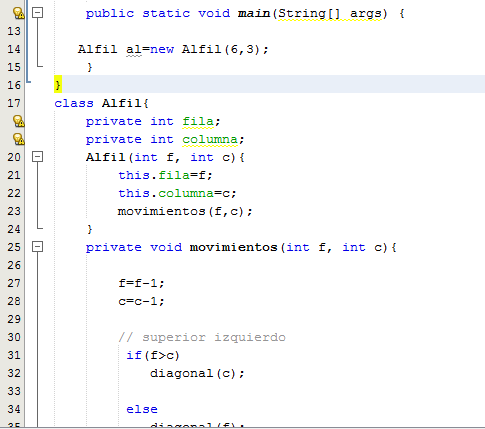 public static void main(String[] args) {
13
14 Alfil al=new Alfil(6,3);
15 }
16 }
17 class Alfil{
private int fila;
private int columna;
20 Alfil(int f, int c){
21 this.fila=f;
22 this.columna=c;
23 movimientos(f,c);
24 }
25 private void movimientos(int f, int c){
26
27 f=f-1;
28 c=c-1;
29
30 // superior izquierdo
31 if(f>c)
32 diagonal(c);
33
34 else
35 diagonal(f);